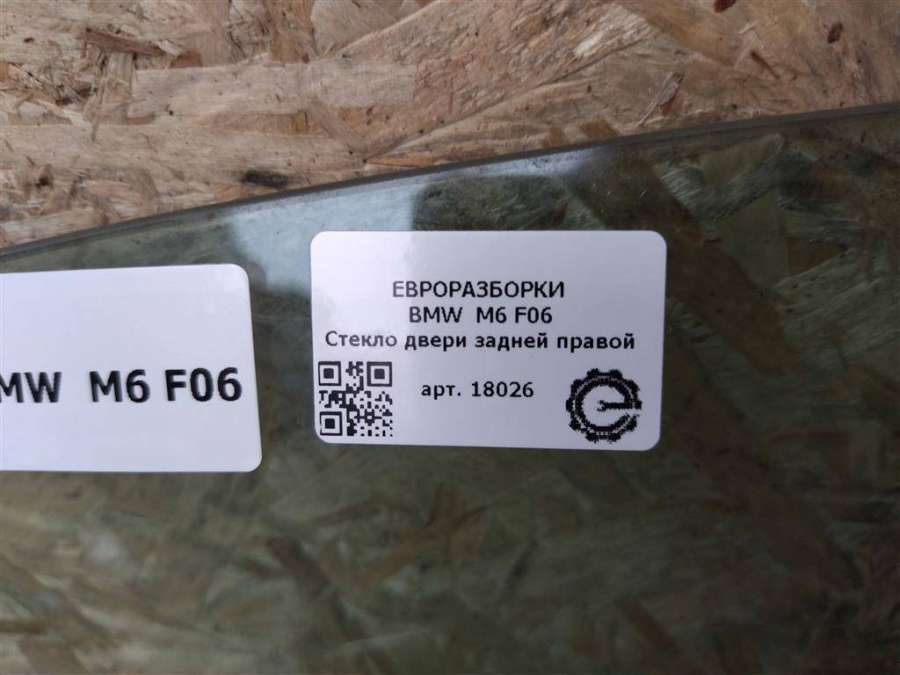 MW M6 F06
ЕВРОРАЗБОРКИ
BMW M6 F06
Стекло двери задней правой
арт. 18026